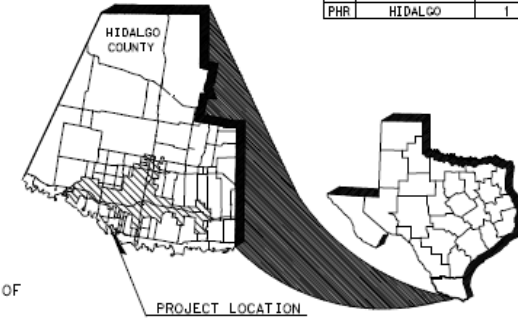 PHR HIDALGO 1
HIDALGO
COUNTY
OF
PROJECT LOCATION